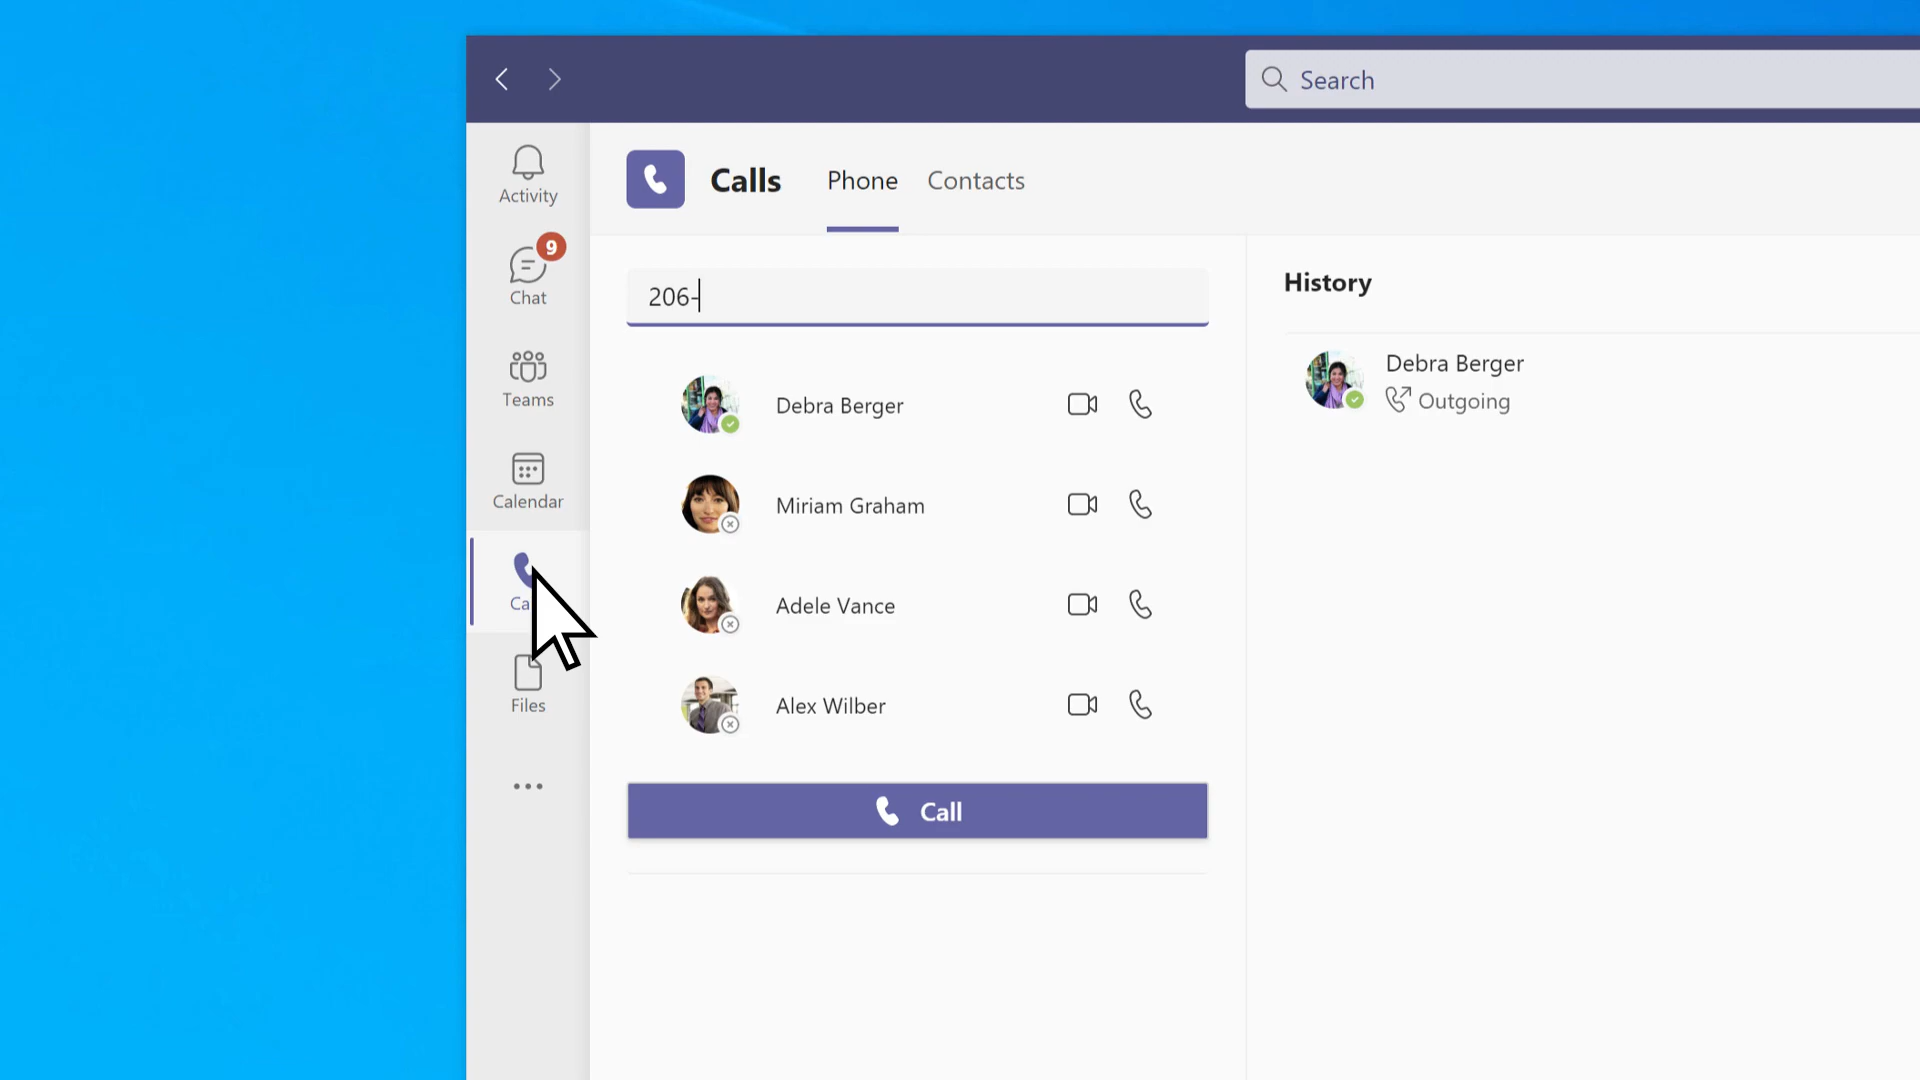 Search
Activity
9
Chat
Teams
Calendar
Ca
Files
Calls
Phone
Contacts
206-
Debra Berger
Miriam Graham
Adele Vance
Alex Wilber
Call
History
Debra Berger
Outgoing